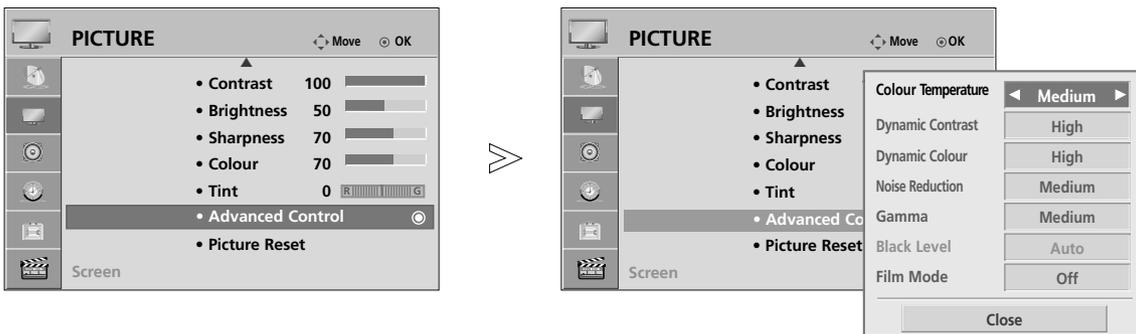 PICTURE
Move OK
• Contrast 100
• Brightness 50
• Sharpness 70
• Colour 70
• Tint 0 R G
• Advanced Control
• Picture Reset
Screen
PICTURE
Move OK
• Contrast
• Brightness
• Sharpness
• Colour
• Tint
• Advanced Co
• Picture Reset
Screen
Colour Temperature Medium
Dynamic Contrast High
Dynamic Colour High
Noise Reduction Medium
Gamma Medium
Black Level Auto
Film Mode Off
Close